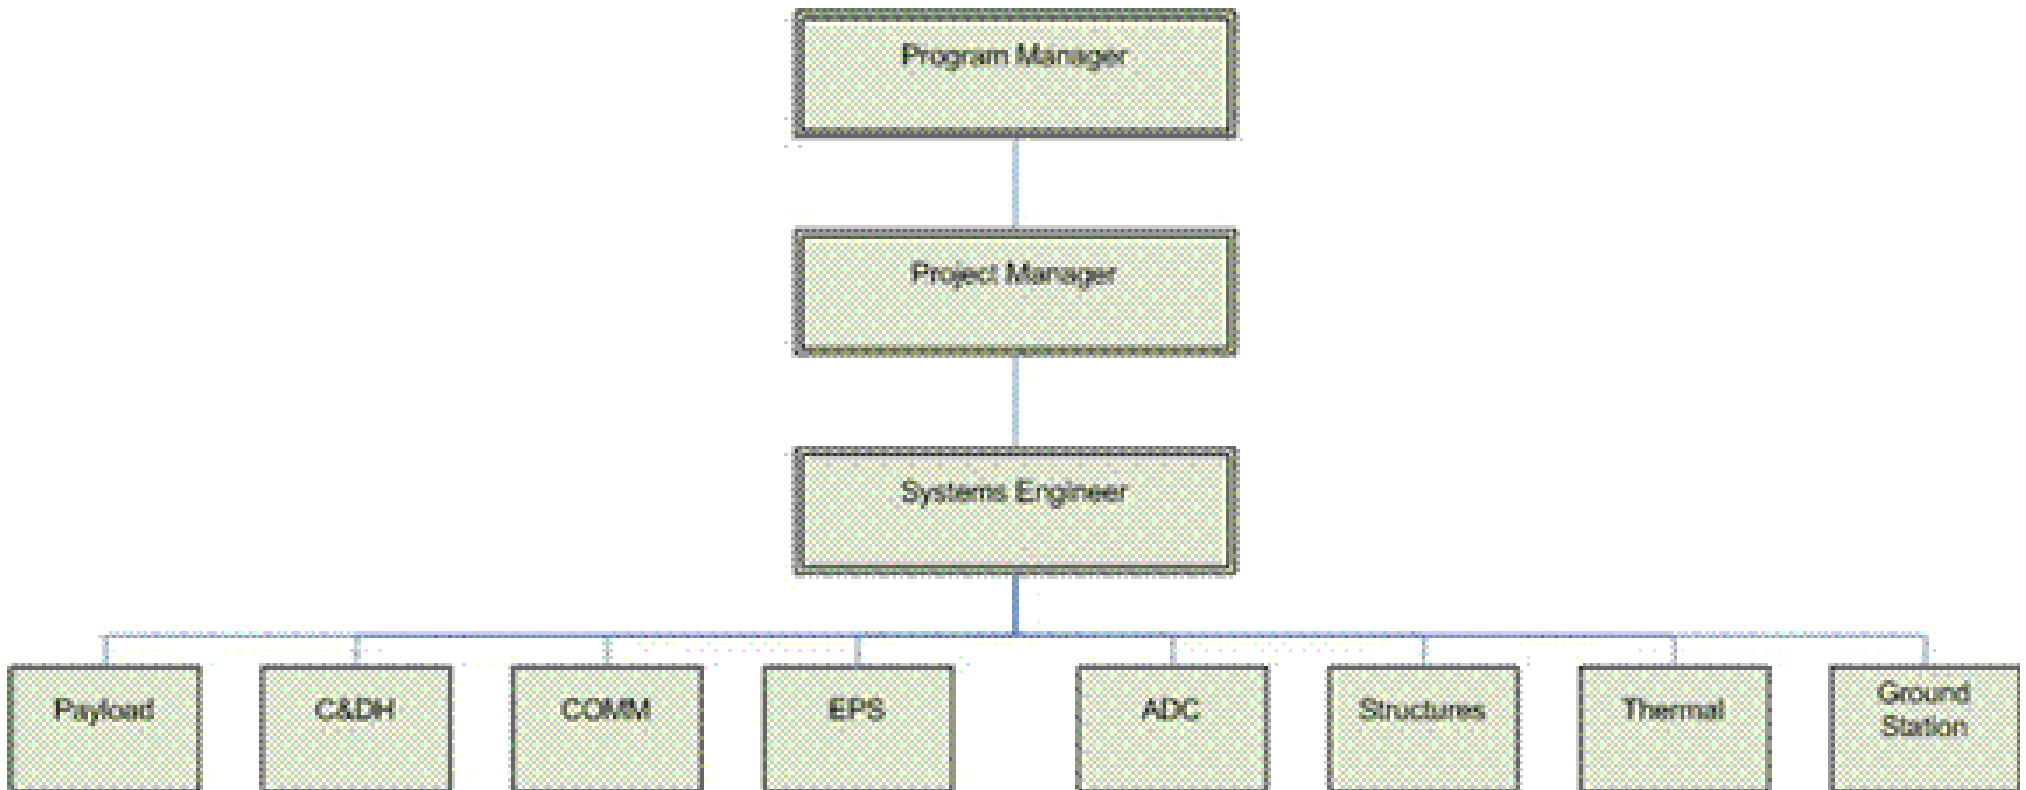 Program Manager
Project Manager
Systems Engineer
Payload
C&DH
COMM
EPS
ADC
Structures
Thermal
Ground
Station